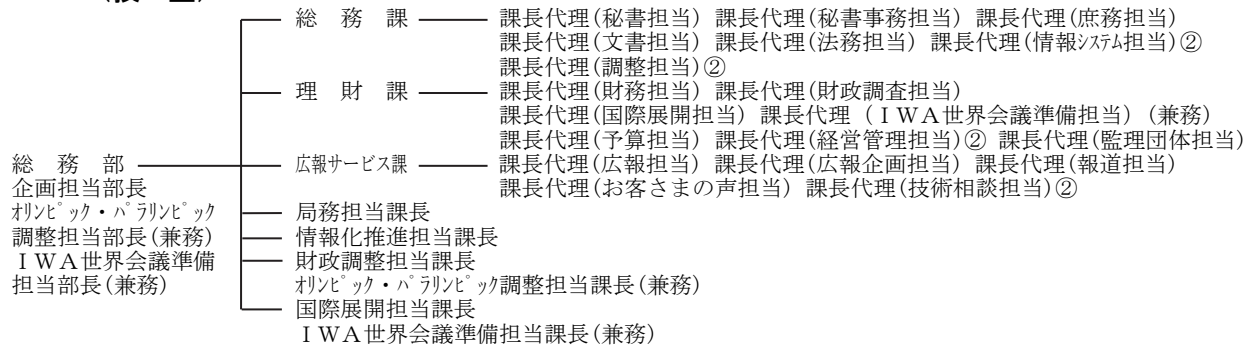 総 務 課 課長代理(秘書担当) 課長代理(秘書事務担当) 課長代理(庶務担当)
課長代理(文書担当) 課長代理(法務担当) 課長代理(情報ｼｽﾃﾑ担当)②
課長代理(調整担当)②
理 財 課 課長代理(財務担当) 課長代理(財政調査担当)
課長代理(国際展開担当) 課長代理（ＩＷＡ世界会議準備担当）(兼務)
課長代理(予算担当) 課長代理(経営管理担当)② 課長代理(監理団体担当)
総 務 部 広報サービス課 課長代理(広報担当) 課長代理(広報企画担当) 課長代理(報道担当)
企画担当部長 課長代理(お客さまの声担当) 課長代理(技術相談担当)②
ｵﾘﾝﾋﾟｯｸ・ﾊﾟﾗﾘﾝﾋﾟｯｸ 局務担当課長
調整担当部長(兼務) 情報化推進担当課長
ＩＷＡ世界会議準備 財政調整担当課長
担当部長(兼務) ｵﾘﾝﾋﾟｯｸ・ﾊﾟﾗﾘﾝﾋﾟｯｸ調整担当課長(兼務)
国際展開担当課長
ＩＷＡ世界会議準備担当課長(兼務)